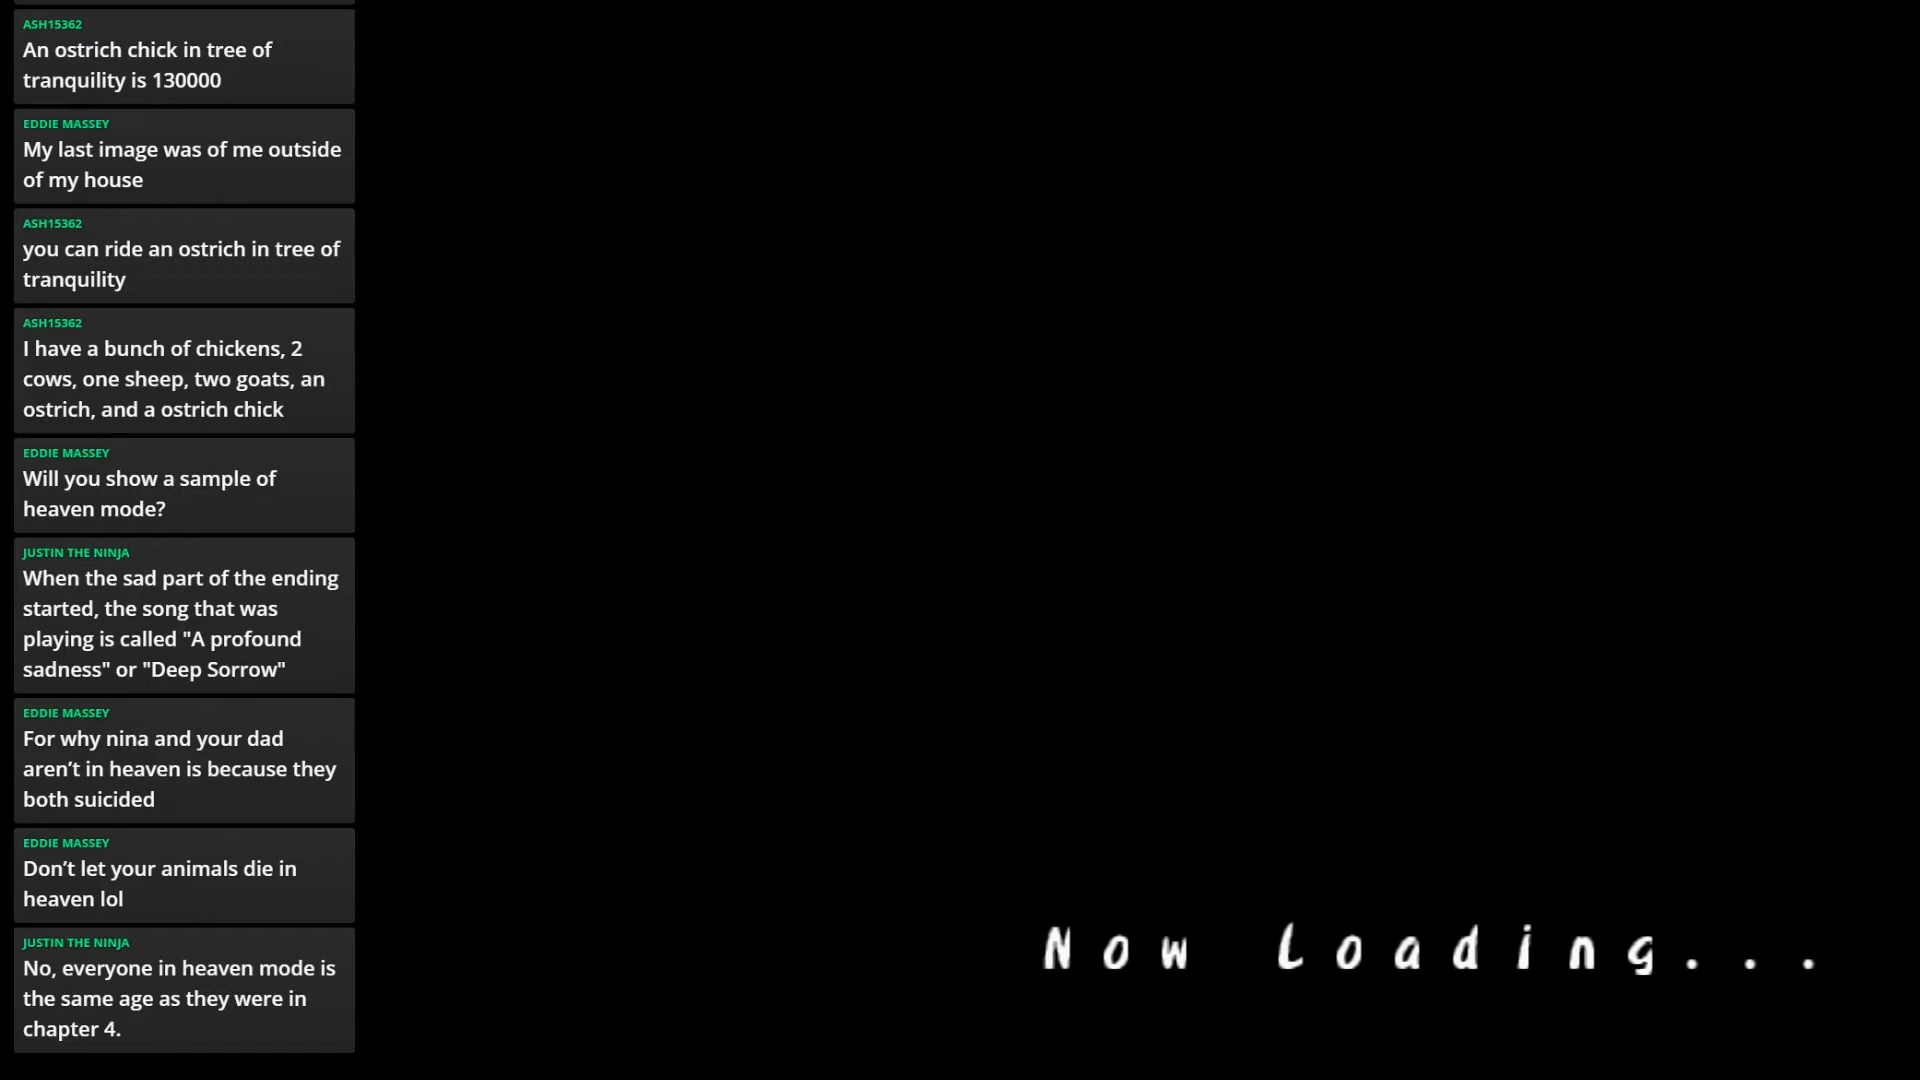 ASH15362
An ostrich chick in tree of
tranquility is 130000
EDDIE MASSEY
My last image was of me outside
of my house
ASH15362
you can ride an ostrich in tree of
tranquility
ASH15362
I have a bunch of chickens, 2
cows, one sheep, two goats, an
ostrich, and a ostrich chick
EDDIE MASSEY
Will you show a sample of
heaven mode?
JUSTIN THE NINJA
When the sad part of the ending
started, the song that was
playing is called "A profound
sadness" or "Deep Sorrow"
EDDIE MASSEY
For why nina and your dad
aren’t in heaven is because they
both suicided
EDDIE MASSEY
Don’t let your animals die in
heaven lol
JUSTIN THE NINJA
No, everyone in heaven mode is
the same age as they were in
chapter 4.
Now Loading...